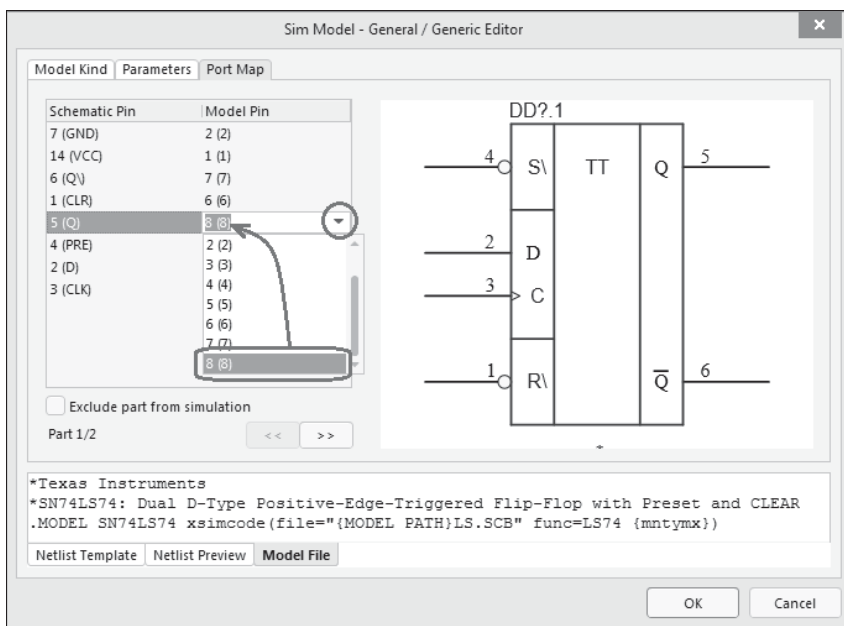 Sim Model - General / Generic Editor
Model Kind Parameters Port Map
Schematic Pin Model Pin
7 (GND) 2 (2)
14 (VCC) 1 (1)
6 (Q\) 7 (7)
1 (CLR) 6 (6)
5 (Q) 8 (8)
4 (PRE) 2 (2)
2 (D) 3 (3)
3 (CLK) 4 (4)
5 (5)
6 (6)
7 (7)
8 (8)
Exclude part from simulation
Part 1/2 << >>
DD?.1
4 S\ TT Q 5
2 D
3 C
1 R\ Q̅ 6
*Texas Instruments
*SN74LS74: Dual D-Type Positive-Edge-Triggered Flip-Flop with Preset and CLEAR
.MODEL SN74LS74 xsimcode(file="{MODEL PATH}LS.SCB" func=LS74 {mntymx})
Netlist Template Netlist Preview Model File
OK Cancel